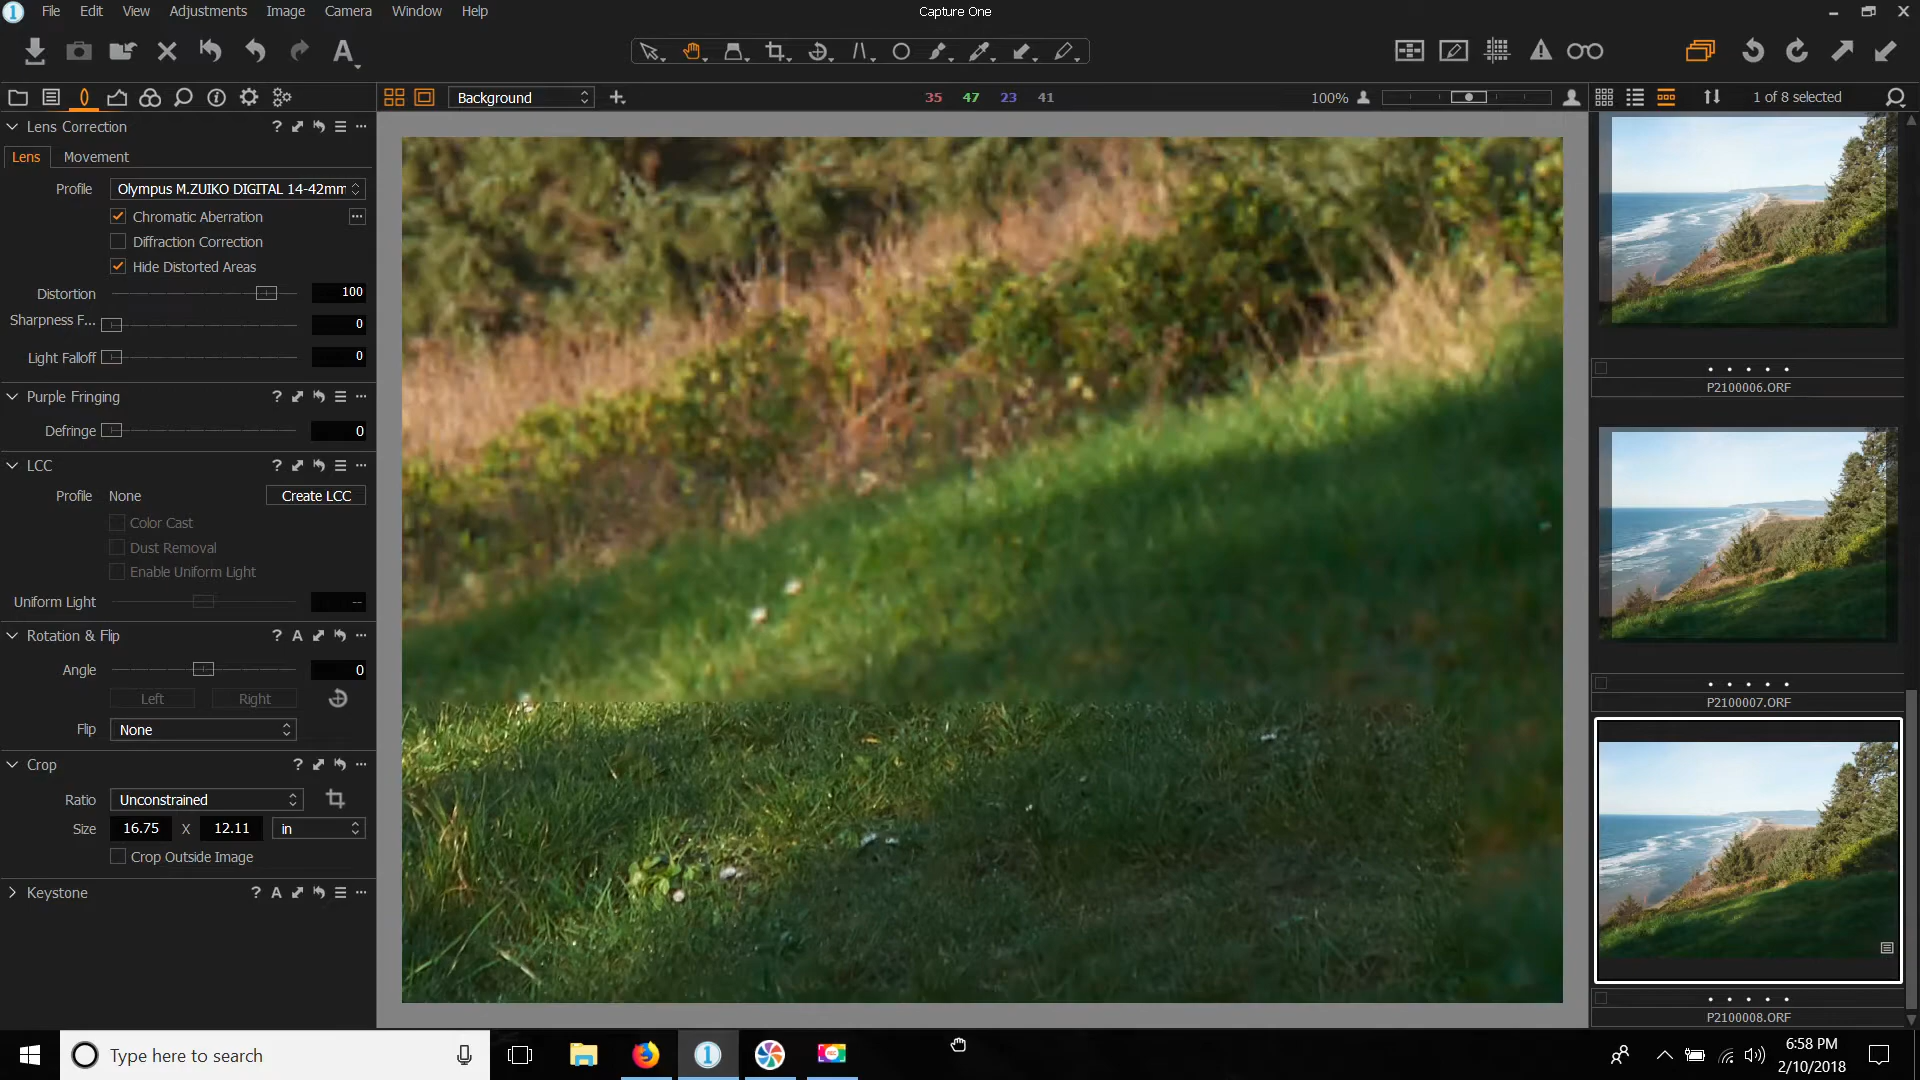 File Edit View Adjustments Image Camera Window Help
Capture One
Background
35 47 23 41
100%
1 of 8 selected
Lens Correction
Lens Movement
Profile Olympus M.ZUIKO DIGITAL 14-42mm
Chromatic Aberration
Diffraction Correction
Hide Distorted Areas
Distortion 100
Sharpness F... 0
Light Falloff 0
Purple Fringing
Defringe 0
LCC
Profile None Create LCC
Color Cast
Dust Removal
Enable Uniform Light
Uniform Light --
Rotation & Flip
Angle 0
Left Right
Flip None
Crop
Ratio Unconstrained
Size 16.75 X 12.11 in
Crop Outside Image
Keystone
P2100006.ORF
P2100007.ORF
P2100008.ORF
Type here to search
6:58 PM
2/10/2018